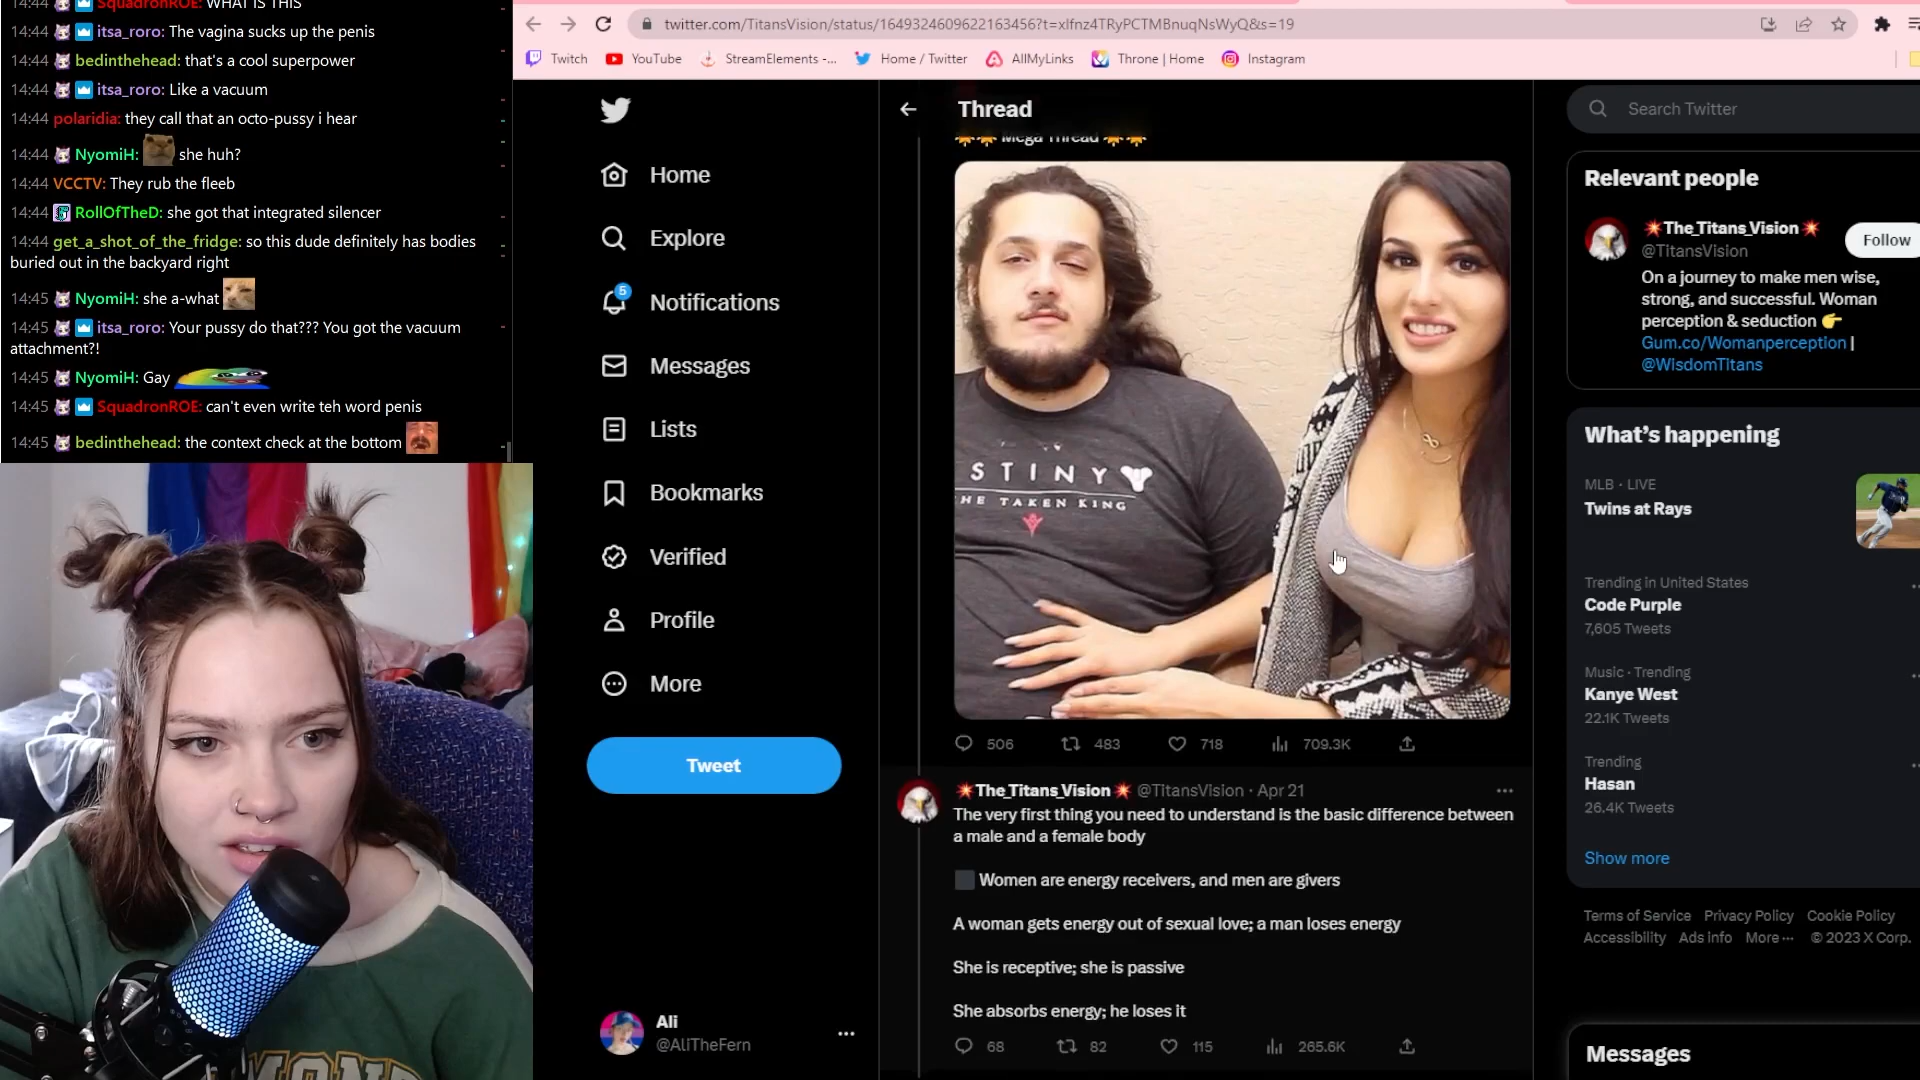 14:44 SquadronROE: WHAT IS THIS
14:44 itsa_roro: The vagina sucks up the penis
14:44 bedinthehead: that's a cool superpower
14:44 itsa_roro: Like a vacuum
14:44 polaridia: they call that an octo-pussy i hear
14:44 NyomiH: she huh?
14:44 VCCTV: They rub the fleeb
14:44 RollOfTheD: she got that integrated silencer
14:44 get_a_shot_of_the_fridge: so this dude definitely has bodies
buried out in the backyard right
14:45 NyomiH: she a-what
14:45 itsa_roro: Your pussy do that??? You got the vacuum
attachment?!
14:45 NyomiH: Gay
14:45 SquadronROE: can't even write teh word penis
14:45 bedinthehead: the context check at the bottom
twitter.com/TitansVision/status/1649324609622163456?t=xlfnz4TRyPCTMBnuqNsWyQ&s=19
Twitch YouTube StreamElements -... Home / Twitter AllMyLinks Throne | Home Instagram
Home
Explore
5
Notifications
Messages
Lists
Bookmarks
Verified
Profile
More
Tweet
Ali
@AliTheFern
Thread
Mega Thread
STINY
HE TAKEN KING
506 483 718 709.3K
The_Titans_Vision @TitansVision · Apr 21
The very first thing you need to understand is the basic difference between
a male and a female body
Women are energy receivers, and men are givers
A woman gets energy out of sexual love; a man loses energy
She is receptive; she is passive
She absorbs energy; he loses it
68 82 115 265.6K
Search Twitter
Relevant people
The_Titans_Vision
@TitansVision
Follow
On a journey to make men wise,
strong, and successful. Woman
perception & seduction
Gum.co/Womanperception |
@WisdomTitans
What's happening
MLB · LIVE
Twins at Rays
Trending in United States
Code Purple
7,605 Tweets
Music · Trending
Kanye West
22.1K Tweets
Trending
Hasan
26.4K Tweets
Show more
Terms of Service Privacy Policy Cookie Policy
Accessibility Ads info More ··· © 2023 X Corp.
Messages